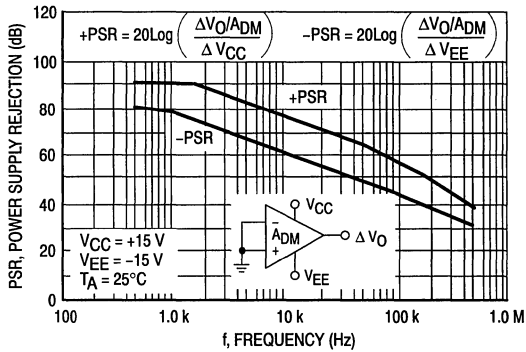 PSR, POWER SUPPLY REJECTION (dB)
120
100
80
60
40
20
0
+PSR = 20Log (ΔVO/ADM / ΔVCC)
−PSR = 20Log (ΔVO/ADM / ΔVEE)
+PSR
−PSR
VCC = +15 V
VEE = −15 V
TA = 25°C
VCC
−
ADM
+
ΔVO
VEE
100
1.0 k
10 k
100 k
1.0 M
f, FREQUENCY (Hz)